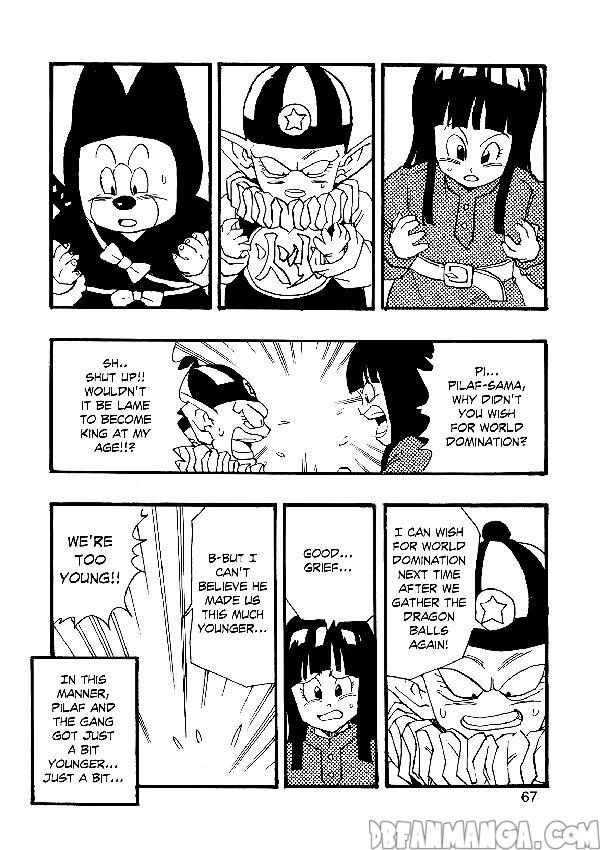 PI...
PILAF-SAMA,
WHY DIDN'T
YOU WISH
FOR WORLD
DOMINATION?
SH..
SHUT UP!!
WOULDN'T
IT BE LAME
TO BECOME
KING AT MY
AGE!!?
I CAN WISH
FOR WORLD
DOMINATION
NEXT TIME
AFTER WE
GATHER THE
DRAGON
BALLS
AGAIN!
GOOD...
GRIEF...
B-BUT I
CAN'T
BELIEVE HE
MADE US
THIS MUCH
YOUNGER...
WE'RE
TOO
YOUNG!!
IN THIS
MANNER,
PILAF AND
THE GANG
GOT JUST
A BIT
YOUNGER...
JUST A BIT...
67
DBFANMANGA.COM